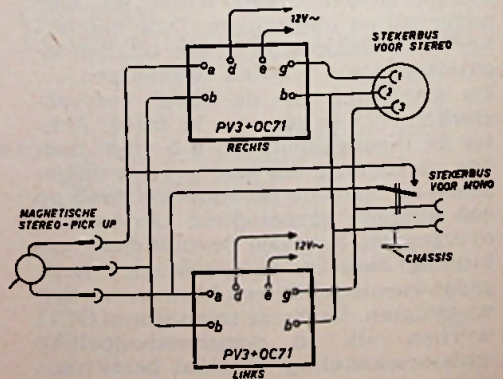 12V~
STEKERBUS
VOOR STEREO
a
d
e
g
1
2
3
b
b
PV3+OC71
RECHTS
STEKERBUS
VOOR MONO
MAGNETISCHE
STEREO-PICK UP
CHASSIS
12V~
a
d
e
g
b
b
PV3+OC71
LINKS